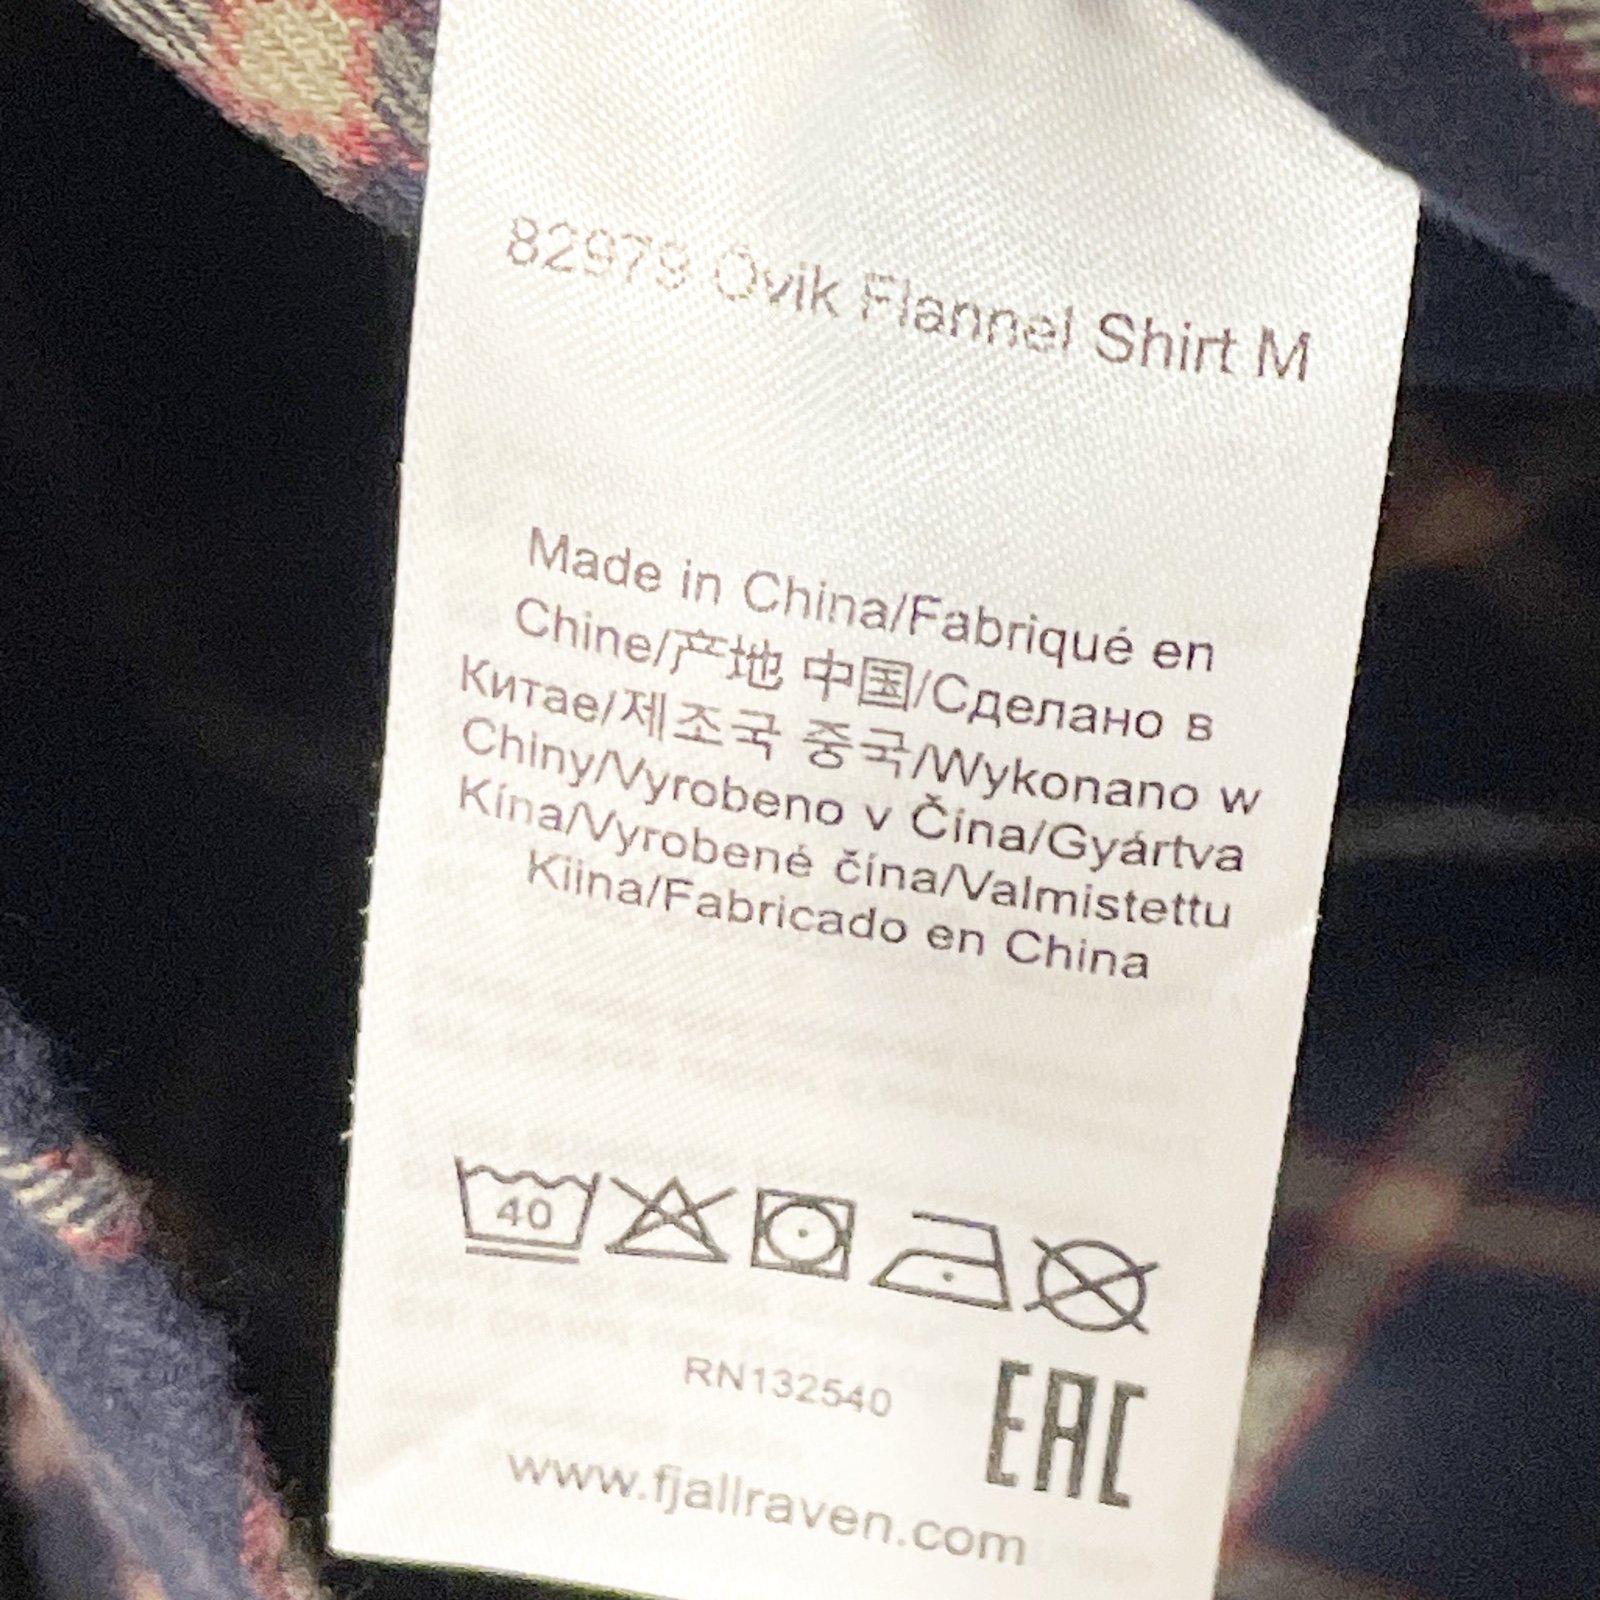 82979 Ovik Flannel Shirt M
Made in China/Fabriqué en
Chine/产地 中国/Сделано в
Китае/제조국 중국/Wykonano w
Chiny/Vyrobeno v Čína/Gyártva
Kína/Vyrobené čína/Valmistettu
Kiina/Fabricado en China
40
RN132540
EAC
www.fjallraven.com